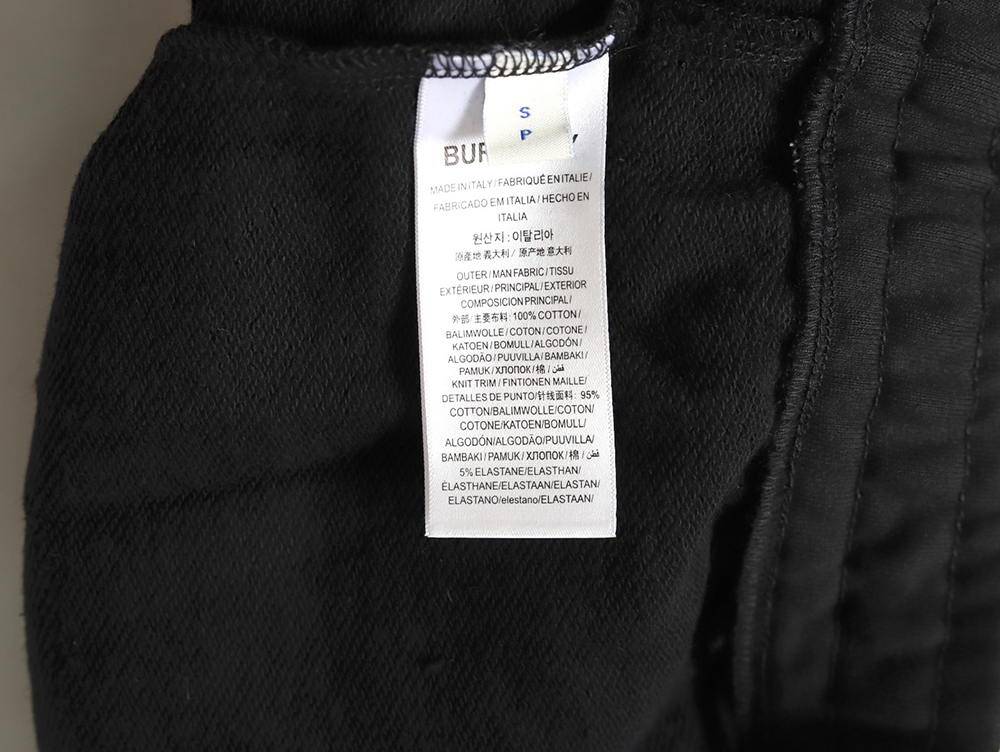 S
P
BUR
MADE IN ITALY/FABRIQUÉ EN ITALIE/
FABRICADO EM ITALIA / HECHO EN
ITALIA
원산지 : 이탈리아
原產地 義大利 / 原产地 意大利
OUTER / MAN FABRIC / TISSU
EXTÉRIEUR / PRINCIPAL / EXTERIOR
COMPOSICION PRINCIPAL /
外部/ 主要布料: 100% COTTON /
BALIMWOLLE / COTON / COTONE /
KATOEN / BOMULL / ALGODÓN /
ALGODÃO / PUUVILLA / BAMBAKI /
PAMUK / ХЛОПОК / 棉 / قطن /
KNIT TRIM / FINTIONEN MAILLE/
DETALLES DE PUNTO/针线面料: 95%
COTTON/BALIMWOLLE/COTON/
COTONE/KATOEN/BOMULL/
ALGODÓN/ALGODÃO/PUUVILLA/
BAMBAKI / PAMUK / ХЛОПОК / 棉 / قطن /
5% ELASTANE/ELASTHAN/
ÉLASTHANE/ELASTAAN/ELASTAN/
ELASTANO/elestano/ELASTAAN/